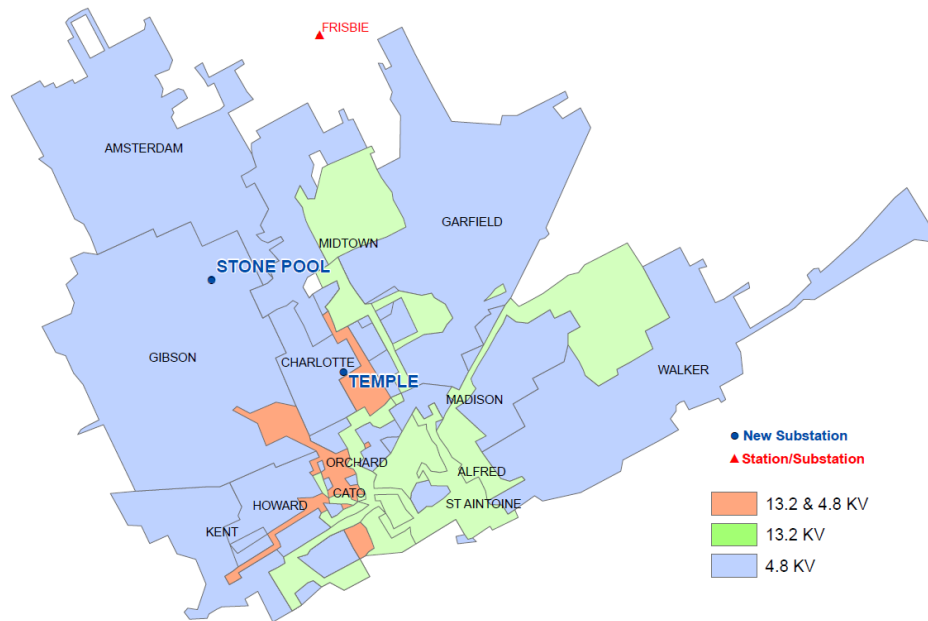 FRISBIE
AMSTERDAM
GARFIELD
MIDTOWN
STONE POOL
GIBSON
CHARLOTTE
TEMPLE
WALKER
MADISON
New Substation
Station/Substation
ORCHARD
ALFRED
CATO
HOWARD
ST AINTOINE
KENT
13.2 & 4.8 KV
13.2 KV
4.8 KV